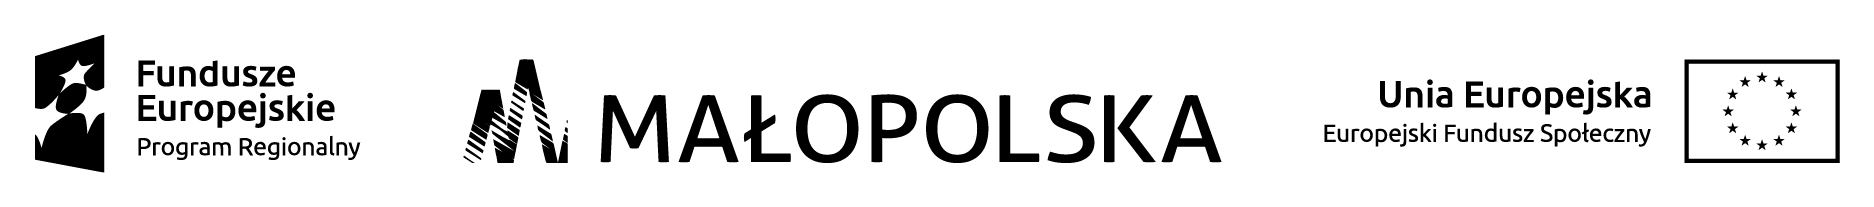 Fundusze
Europejskie
Program Regionalny
MAŁOPOLSKA
Unia Europejska
Europejski Fundusz Społeczny